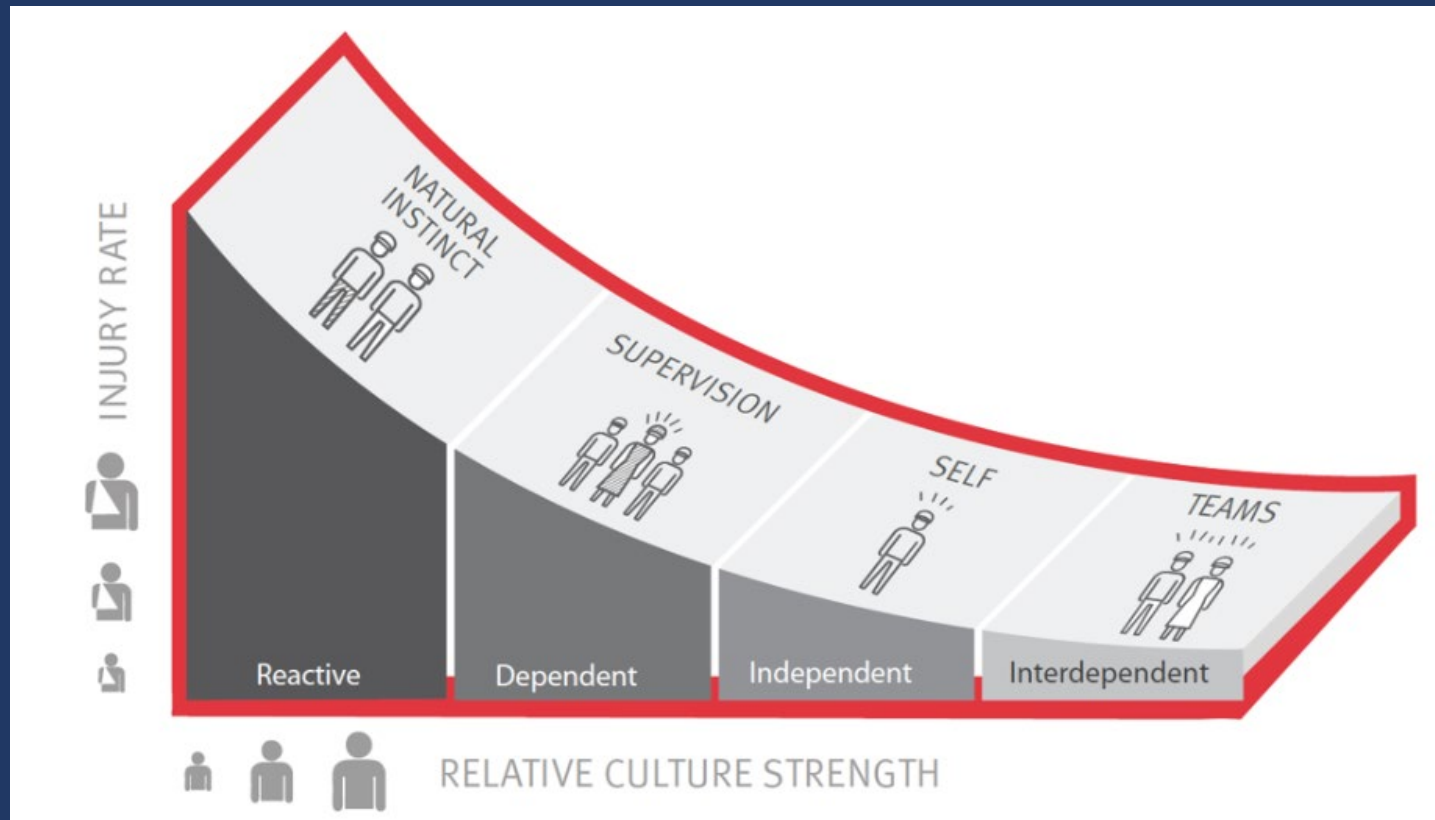 INJURY RATE
NATURAL
INSTINCT
SUPERVISION
SELF
TEAMS
Reactive
Dependent
Independent
Interdependent
RELATIVE CULTURE STRENGTH